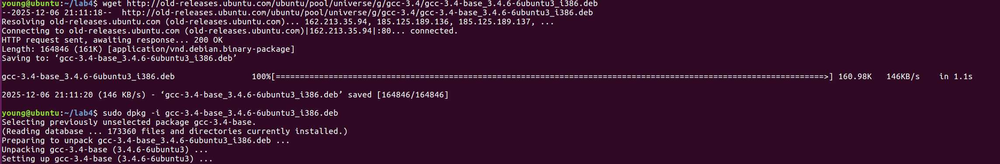 young@ubuntu:~/lab4$ wget http://old-releases.ubuntu.com/ubuntu/pool/universe/g/gcc-3.4/gcc-3.4-base_3.4.6-6ubuntu3_i386.deb
--2025-12-06 21:11:18--  http://old-releases.ubuntu.com/ubuntu/pool/universe/g/gcc-3.4/gcc-3.4-base_3.4.6-6ubuntu3_i386.deb
Resolving old-releases.ubuntu.com (old-releases.ubuntu.com)... 162.213.35.94, 185.125.189.136, 185.125.189.137, ...
Connecting to old-releases.ubuntu.com (old-releases.ubuntu.com)|162.213.35.94|:80... connected.
HTTP request sent, awaiting response... 200 OK
Length: 164846 (161K) [application/vnd.debian.binary-package]
Saving to: ‘gcc-3.4-base_3.4.6-6ubuntu3_i386.deb’
gcc-3.4-base_3.4.6-6ubuntu3_i386.deb                100%[==================================================================================================================>] 160.98K   146KB/s    in 1.1s
2025-12-06 21:11:20 (146 KB/s) - ‘gcc-3.4-base_3.4.6-6ubuntu3_i386.deb’ saved [164846/164846]
young@ubuntu:~/lab4$ sudo dpkg -i gcc-3.4-base_3.4.6-6ubuntu3_i386.deb
Selecting previously unselected package gcc-3.4-base.
(Reading database ... 173360 files and directories currently installed.)
Preparing to unpack gcc-3.4-base_3.4.6-6ubuntu3_i386.deb ...
Unpacking gcc-3.4-base (3.4.6-6ubuntu3) ...
Setting up gcc-3.4-base (3.4.6-6ubuntu3) ...